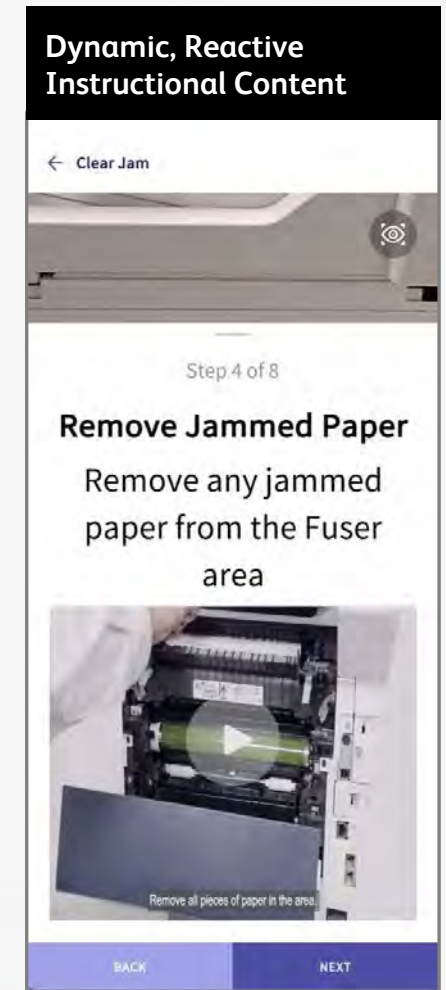 Dynamic, Reactive
Instructional Content
← Clear Jam
Step 4 of 8
Remove Jammed Paper
Remove any jammed
paper from the Fuser
area
Remove all pieces of paper in the area.
BACK
NEXT